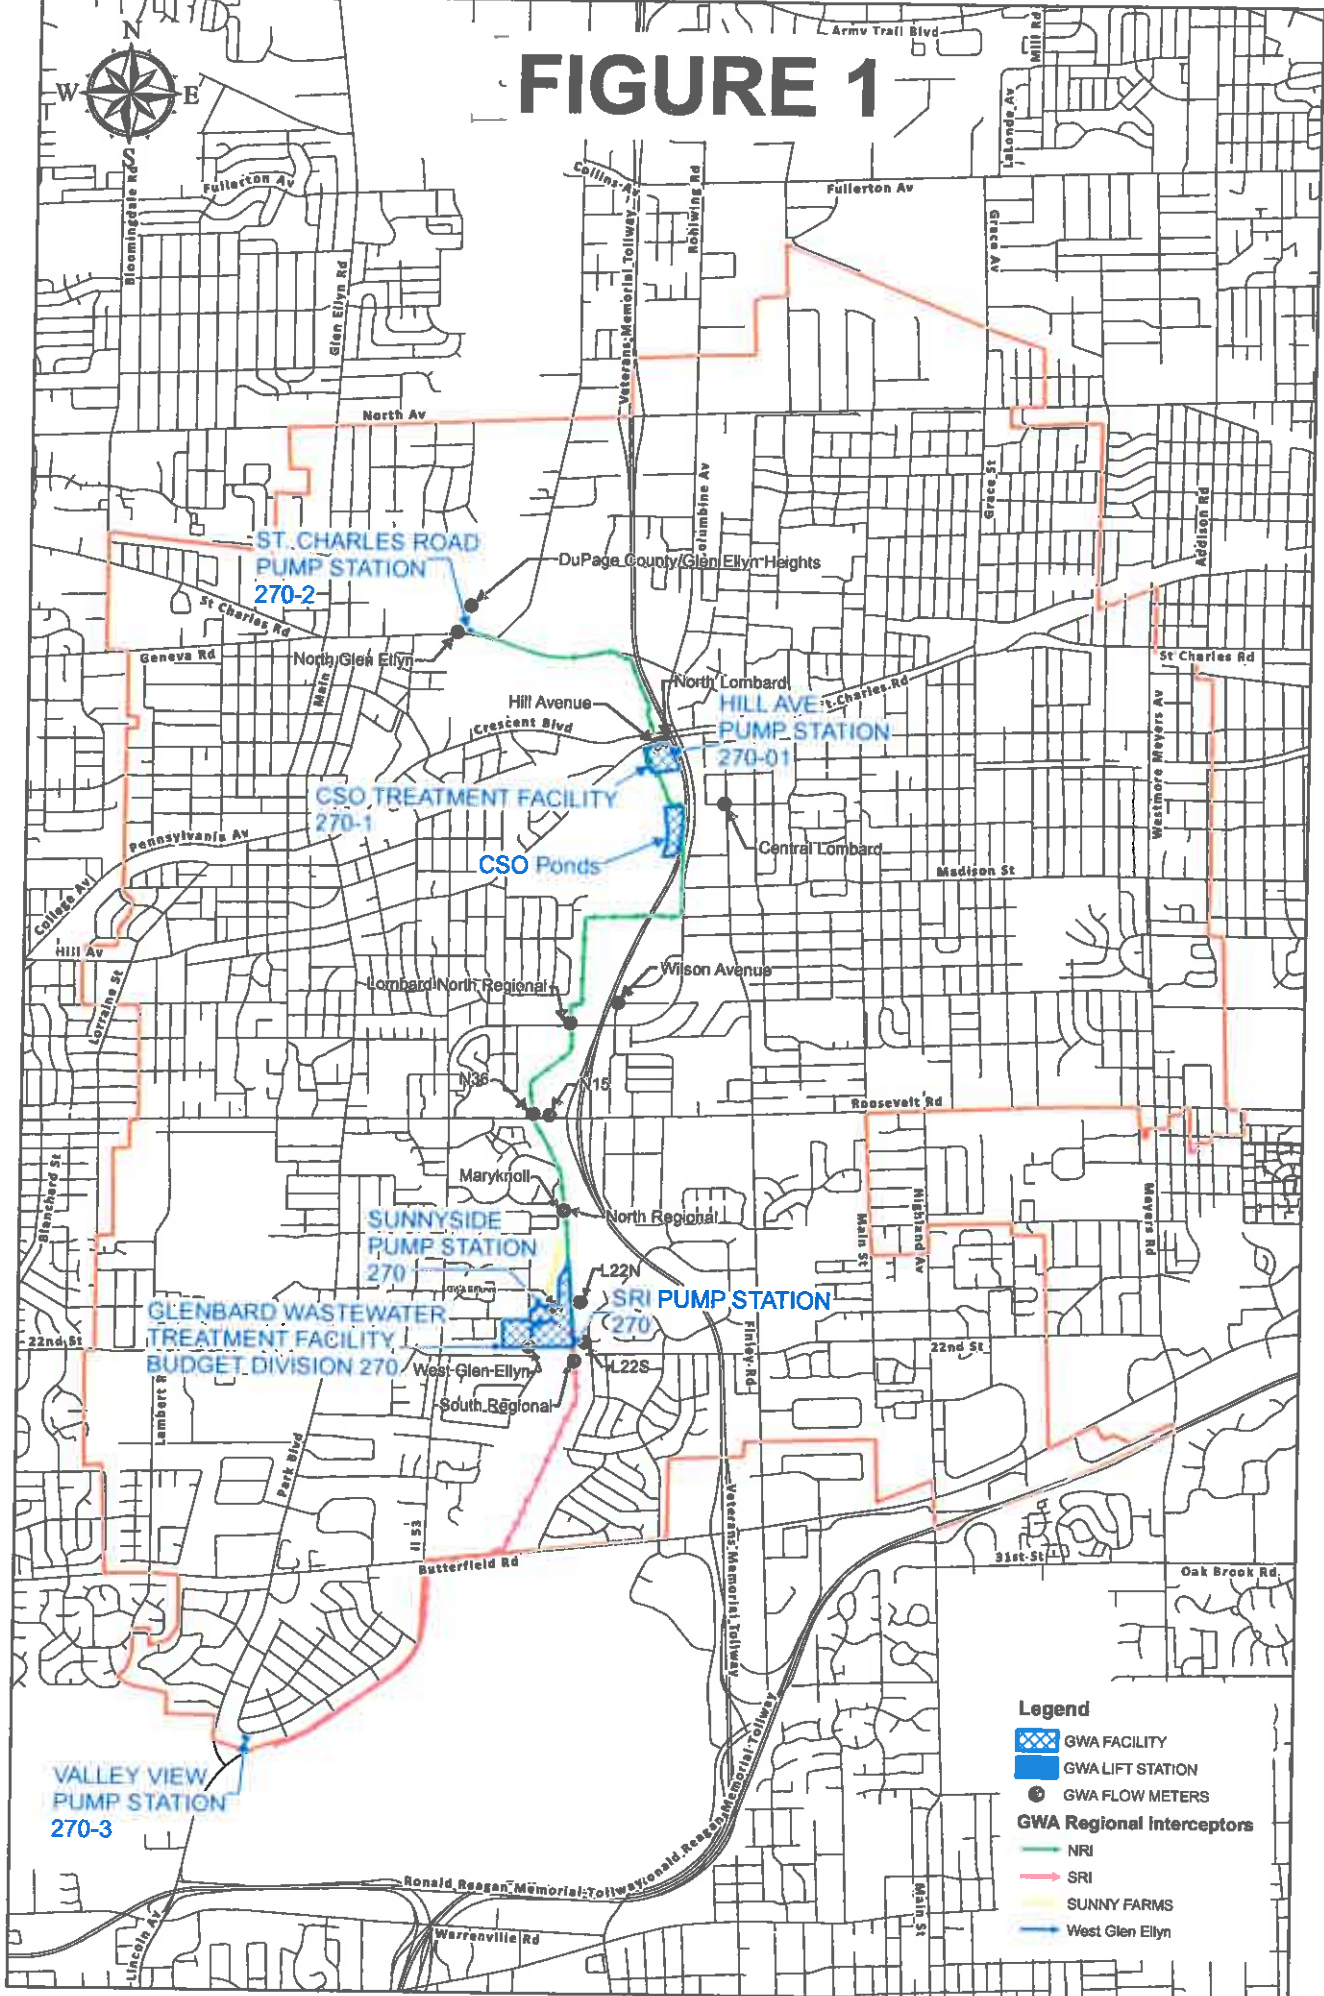 FIGURE 1
N
W
E
S
Army Trail Blvd
Mill Rd
LaLonde Av
Bloomingdale Rd
Fullerton Av
Collins Av
Rohlwing Rd
Fullerton Av
Grace Av
Veterans Memorial Tollway
Glen Ellyn Rd
North Av
Columbine Av
Grace St
Addison Rd
ST. CHARLES ROAD
PUMP STATION
270-2
DuPage County/Glen Ellyn Heights
St Charles Rd
Geneva Rd
North Glen Ellyn
Main
St Charles Rd
North Lombard
Hill Avenue
t Charles Rd
HILL AVE
PUMP STATION
270-01
Crescent Blvd
Westmore Meyers Av
CSO TREATMENT FACILITY
270-1
Pennsylvania Av
CSO Ponds
Central Lombard
Madison St
College Av
Hill Av
Lorraine St
Lombard North Regional
Wilson Avenue
N36
N15
Roosevelt Rd
Blanchard St
Maryknoll
North Regional
Main St
Highland Av
Meyers Rd
SUNNYSIDE
PUMP STATION
270
L22N
SRI PUMP STATION
270
GLENBARD WASTEWATER
TREATMENT FACILITY
BUDGET DIVISION 270
22nd St
Finley Rd
22nd St
West Glen Ellyn
L22S
South Regional
Lambert R
Park Blvd
Il 53
Veterans Memorial Tollway
Butterfield Rd
31st St
Oak Brook Rd
VALLEY VIEW
PUMP STATION
270-3
Ronald Reagan Memorial Tollway
onald Reagan Memorial Tollway
Lincoln Av
Warrenville Rd
Main St
Legend
GWA FACILITY
GWA LIFT STATION
GWA FLOW METERS
GWA Regional Interceptors
NRI
SRI
SUNNY FARMS
West Glen Ellyn